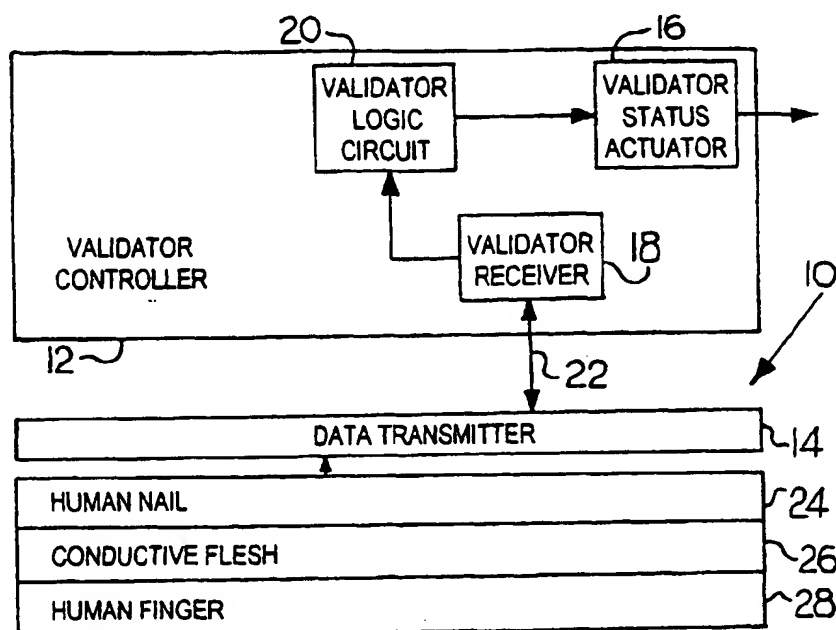 20
16
VALIDATOR
LOGIC
CIRCUIT
VALIDATOR
STATUS
ACTUATOR
VALIDATOR
CONTROLLER
VALIDATOR
RECEIVER
18
10
12
22
DATA TRANSMITTER
14
HUMAN NAIL
24
CONDUCTIVE FLESH
26
HUMAN FINGER
28